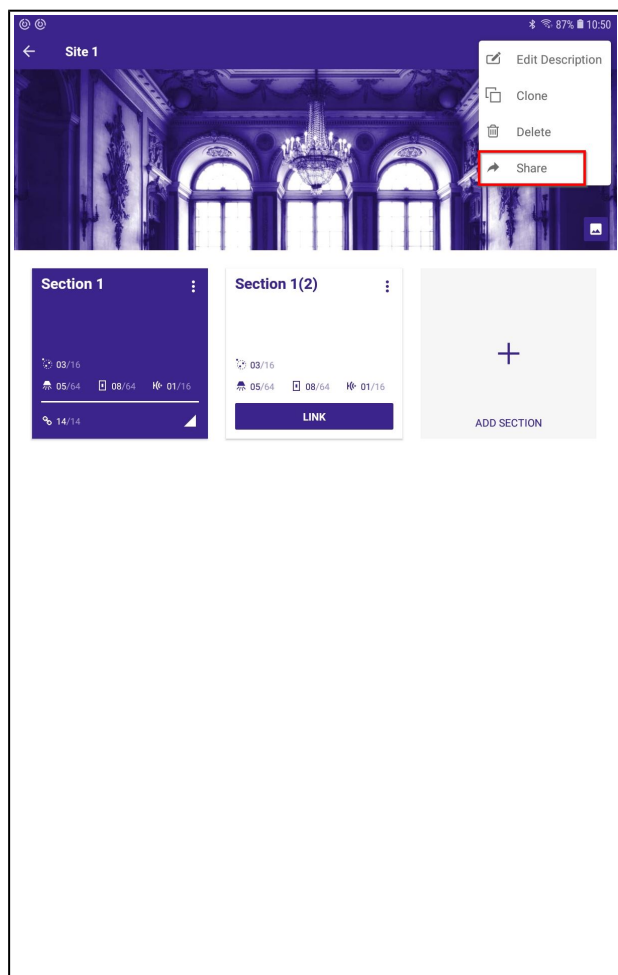 87% 10:50
Site 1
Edit Description
Clone
Delete
Share
Section 1
03/16
05/64 08/64 01/16
14/14
Section 1(2)
03/16
05/64 08/64 01/16
LINK
ADD SECTION